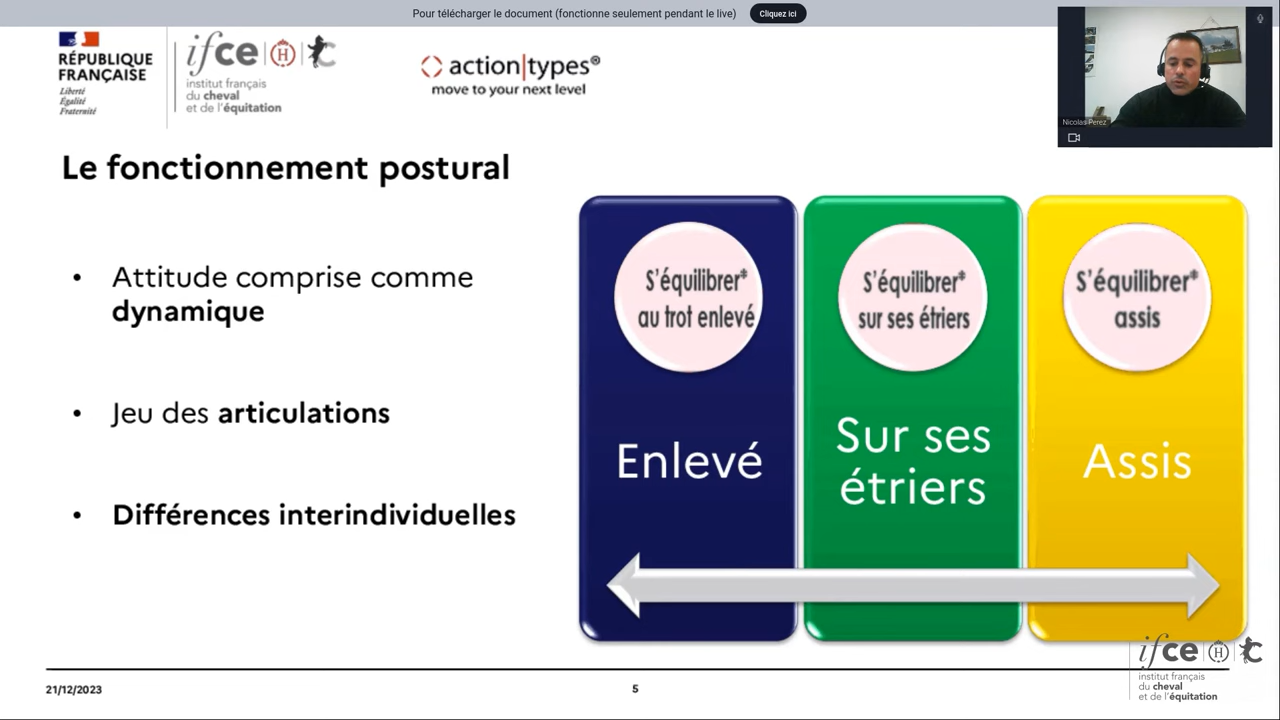 Pour télécharger le document (fonctionne seulement pendant le live)
Cliquez ici
RÉPUBLIQUE
FRANÇAISE
Liberté
Égalité
Fraternité
ifce
institut français
du cheval
et de l'équitation
action|types®
move to your next level
Nicolas Perez
Le fonctionnement postural
• Attitude comprise comme
dynamique
• Jeu des articulations
• Différences interindividuelles
S'équilibrer*
au trot enlevé
Enlevé
S'équilibrer*
sur ses étriers
Sur ses
étriers
S'équilibrer*
assis
Assis
21/12/2023
5
ifce
institut français
du cheval
et de l'équitation